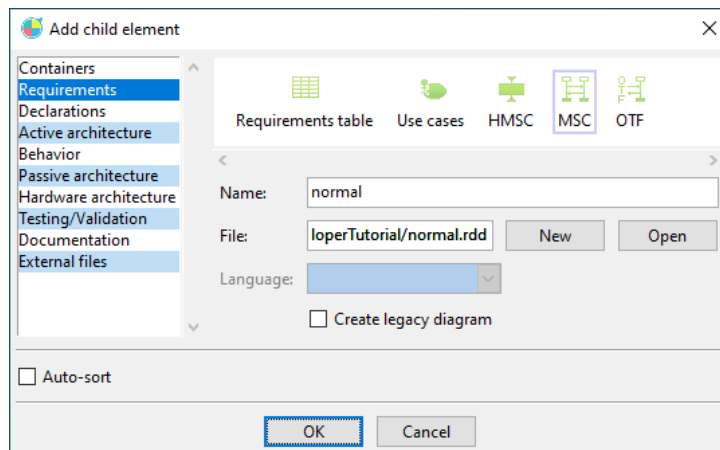 Add child element
Containers
Requirements
Declarations
Active architecture
Behavior
Passive architecture
Hardware architecture
Testing/Validation
Documentation
External files
Requirements table Use cases HMSC MSC OTF
Name: normal
File: loperTutorial/normal.rdd New Open
Language:
Create legacy diagram
Auto-sort
OK Cancel